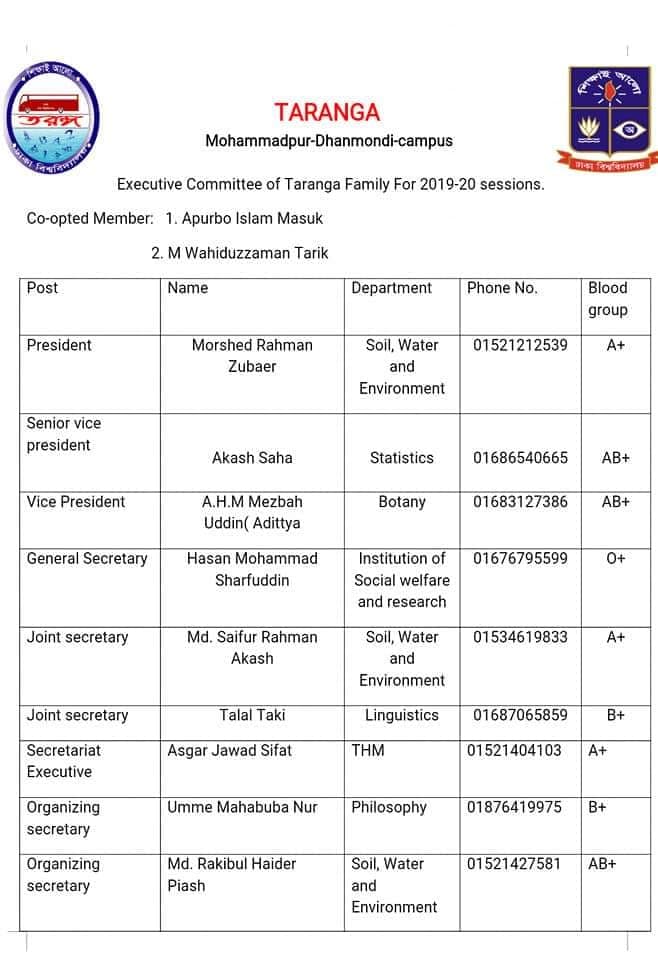 শিক্ষাই আলো
তরঙ্গ
ঢাকা বিশ্ববিদ্যালয়
শিক্ষাই আলো
অ
ঢাকা বিশ্ববিদ্যালয়
TARANGA
Mohammadpur-Dhanmondi-campus
Executive Committee of Taranga Family For 2019-20 sessions.
Co-opted Member: 1. Apurbo Islam Masuk
2. M Wahiduzzaman Tarik
Post Name Department Phone No. Blood
group
President Morshed Rahman Soil, Water 01521212539 A+
Zubaer and
Environment
Senior vice
president
Akash Saha Statistics 01686540665 AB+
Vice President A.H.M Mezbah Botany 01683127386 AB+
Uddin( Adittya
General Secretary Hasan Mohammad Institution of 01676795599 O+
Sharfuddin Social welfare
and research
Joint secretary Md. Saifur Rahman Soil, Water 01534619833 A+
Akash and
Environment
Joint secretary Talal Taki Linguistics 01687065859 B+
Secretariat Asgar Jawad Sifat THM 01521404103 A+
Executive
Organizing Umme Mahabuba Nur Philosophy 01876419975 B+
secretary
Organizing Md. Rakibul Haider Soil, Water 01521427581 AB+
secretary Piash and
Environment